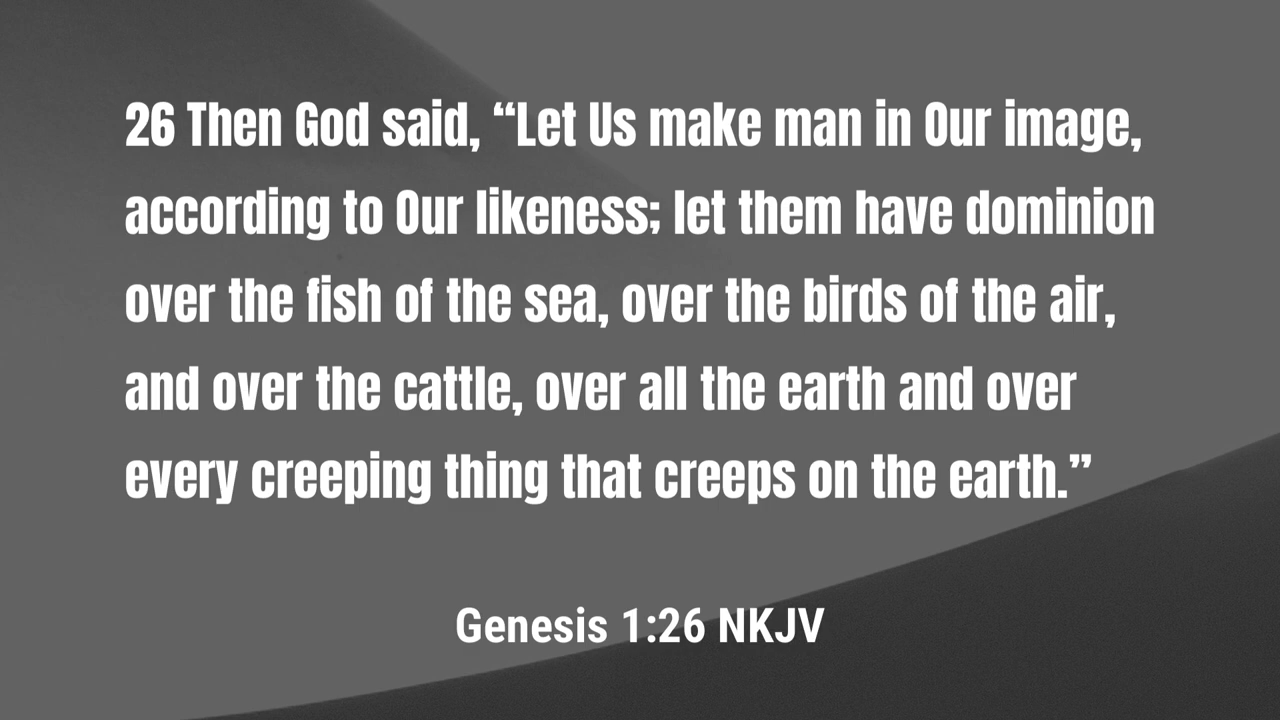 26 Then God said, “Let Us make man in Our image,
according to Our likeness; let them have dominion
over the fish of the sea, over the birds of the air,
and over the cattle, over all the earth and over
every creeping thing that creeps on the earth.”
Genesis 1:26 NKJV